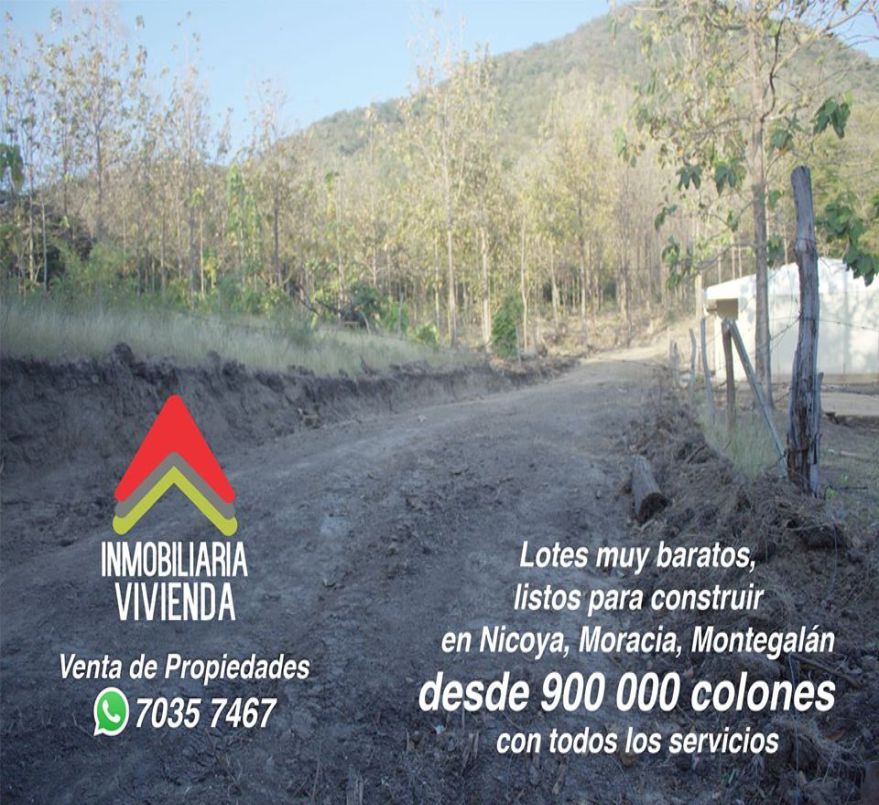 INMOBILIARIA
VIVIENDA
Venta de Propiedades
7035 7467
Lotes muy baratos,
listos para construir
en Nicoya, Moracia, Montegalán
desde 900 000 colones
con todos los servicios